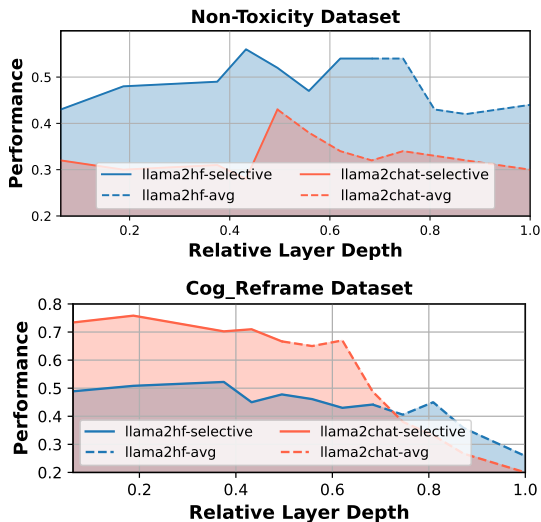 Non-Toxicity Dataset
Performance
0.5
0.4
0.3
0.2
llama2hf-selective
llama2chat-selective
llama2hf-avg
llama2chat-avg
0.2 0.4 0.6 0.8 1.0
Relative Layer Depth
Cog_Reframe Dataset
Performance
0.8
0.7
0.6
0.5
0.4
0.3
0.2
llama2hf-selective
llama2chat-selective
llama2hf-avg
llama2chat-avg
0.2 0.4 0.6 0.8 1.0
Relative Layer Depth